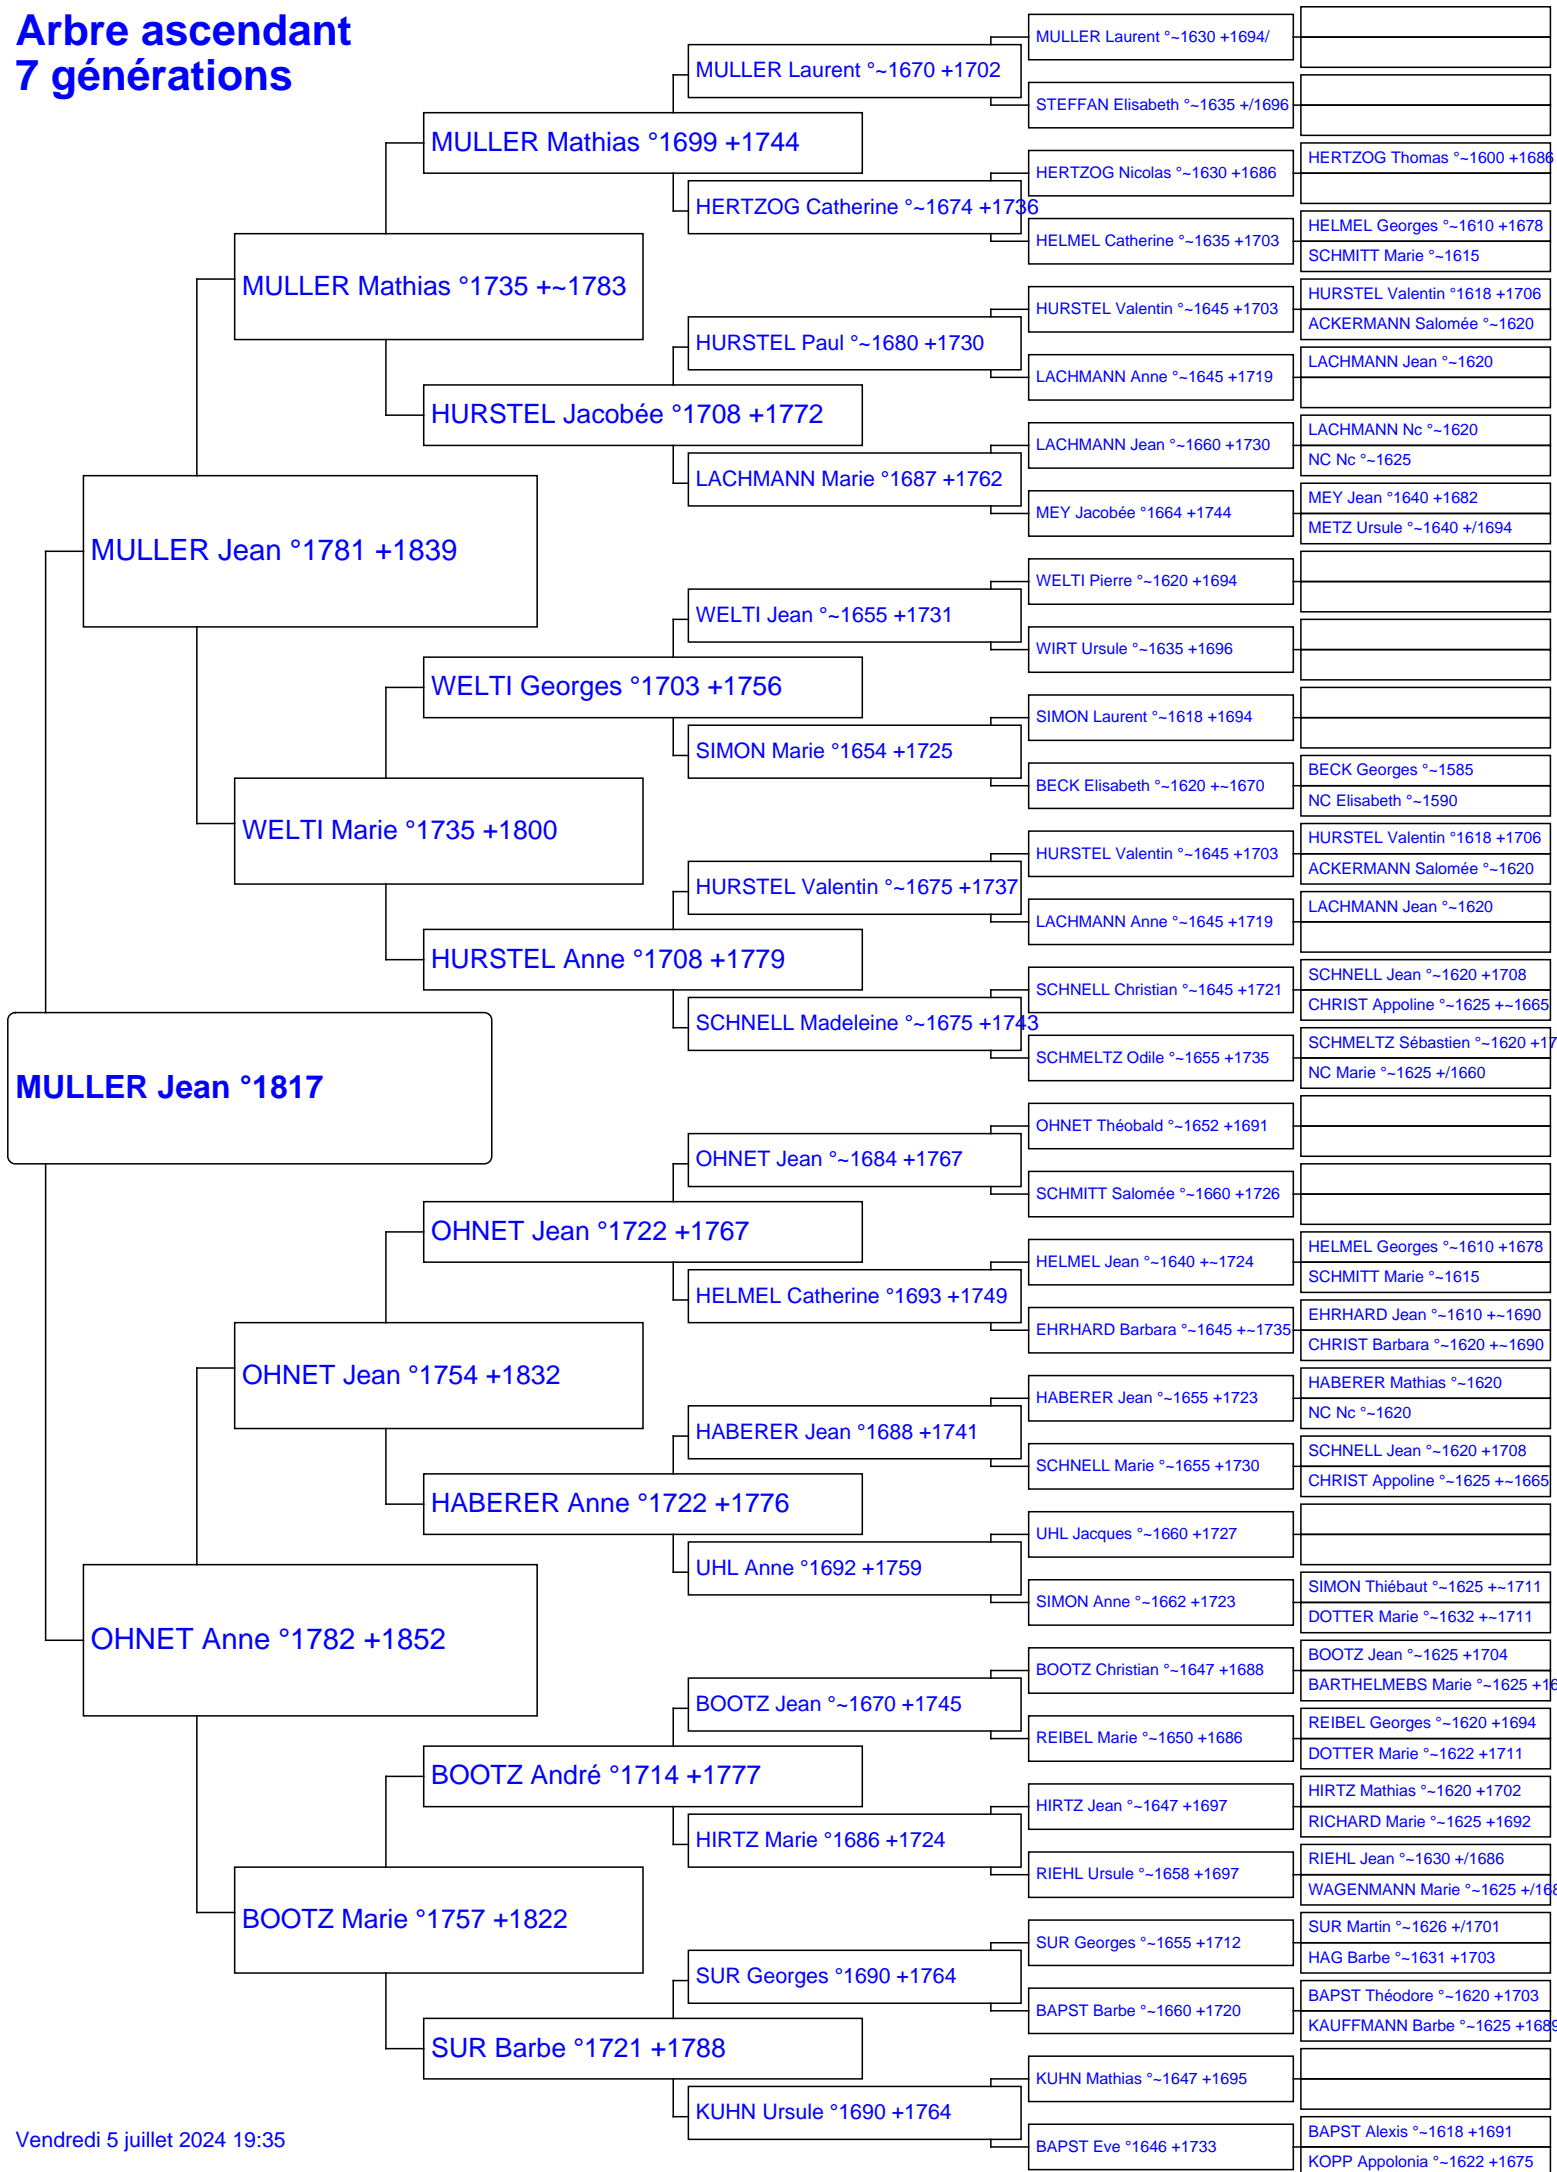 Arbre ascendant
7 générations
MULLER Jean °1817
MULLER Jean °1781 +1839
OHNET Anne °1782 +1852
MULLER Mathias °1735 +~1783
WELTI Marie °1735 +1800
OHNET Jean °1754 +1832
BOOTZ Marie °1757 +1822
MULLER Mathias °1699 +1744
HURSTEL Jacobée °1708 +1772
WELTI Georges °1703 +1756
HURSTEL Anne °1708 +1779
OHNET Jean °1722 +1767
HABERER Anne °1722 +1776
BOOTZ André °1714 +1777
SUR Barbe °1721 +1788
MULLER Laurent °~1670 +1702
HERTZOG Catherine °~1674 +1736
HURSTEL Paul °~1680 +1730
LACHMANN Marie °1687 +1762
WELTI Jean °~1655 +1731
SIMON Marie °1654 +1725
HURSTEL Valentin °~1675 +1737
SCHNELL Madeleine °~1675 +1743
OHNET Jean °~1684 +1767
HELMEL Catherine °1693 +1749
HABERER Jean °1688 +1741
UHL Anne °1692 +1759
BOOTZ Jean °~1670 +1745
HIRTZ Marie °1686 +1724
SUR Georges °1690 +1764
KUHN Ursule °1690 +1764
MULLER Laurent °~1630 +1694/
STEFFAN Elisabeth °~1635 +/1696
HERTZOG Nicolas °~1630 +1686
HELMEL Catherine °~1635 +1703
HURSTEL Valentin °~1645 +1703
LACHMANN Anne °~1645 +1719
LACHMANN Jean °~1660 +1730
MEY Jacobée °1664 +1744
WELTI Pierre °~1620 +1694
WIRT Ursule °~1635 +1696
SIMON Laurent °~1618 +1694
BECK Elisabeth °~1620 +~1670
HURSTEL Valentin °~1645 +1703
LACHMANN Anne °~1645 +1719
SCHNELL Christian °~1645 +1721
SCHMELTZ Odile °~1655 +1735
OHNET Théobald °~1652 +1691
SCHMITT Salomée °~1660 +1726
HELMEL Jean °~1640 +~1724
EHRHARD Barbara °~1645 +~1735
HABERER Jean °~1655 +1723
SCHNELL Marie °~1655 +1730
UHL Jacques °~1660 +1727
SIMON Anne °~1662 +1723
BOOTZ Christian °~1647 +1688
REIBEL Marie °~1650 +1686
HIRTZ Jean °~1647 +1697
RIEHL Ursule °~1658 +1697
SUR Georges °~1655 +1712
BAPST Barbe °~1660 +1720
KUHN Mathias °~1647 +1695
BAPST Eve °1646 +1733
HERTZOG Thomas °~1600 +1686
HELMEL Georges °~1610 +1678
SCHMITT Marie °~1615
HURSTEL Valentin °1618 +1706
ACKERMANN Salomée °~1620
LACHMANN Jean °~1620
LACHMANN Nc °~1620
NC Nc °~1625
MEY Jean °1640 +1682
METZ Ursule °~1640 +/1694
BECK Georges °~1585
NC Elisabeth °~1590
HURSTEL Valentin °1618 +1706
ACKERMANN Salomée °~1620
LACHMANN Jean °~1620
SCHNELL Jean °~1620 +1708
CHRIST Appoline °~1625 +~1665
SCHMELTZ Sébastien °~1620 +17
NC Marie °~1625 +/1660
HELMEL Georges °~1610 +1678
SCHMITT Marie °~1615
EHRHARD Jean °~1610 +~1690
CHRIST Barbara °~1620 +~1690
HABERER Mathias °~1620
NC Nc °~1620
SCHNELL Jean °~1620 +1708
CHRIST Appoline °~1625 +~1665
SIMON Thiébaut °~1625 +~1711
DOTTER Marie °~1632 +~1711
BOOTZ Jean °~1625 +1704
BARTHELMEBS Marie °~1625 +16
REIBEL Georges °~1620 +1694
DOTTER Marie °~1622 +1711
HIRTZ Mathias °~1620 +1702
RICHARD Marie °~1625 +1692
RIEHL Jean °~1630 +/1686
WAGENMANN Marie °~1625 +/168
SUR Martin °~1626 +/1701
HAG Barbe °~1631 +1703
BAPST Théodore °~1620 +1703
KAUFFMANN Barbe °~1625 +1689
BAPST Alexis °~1618 +1691
KOPP Appolonia °~1622 +1675
Vendredi 5 juillet 2024 19:35